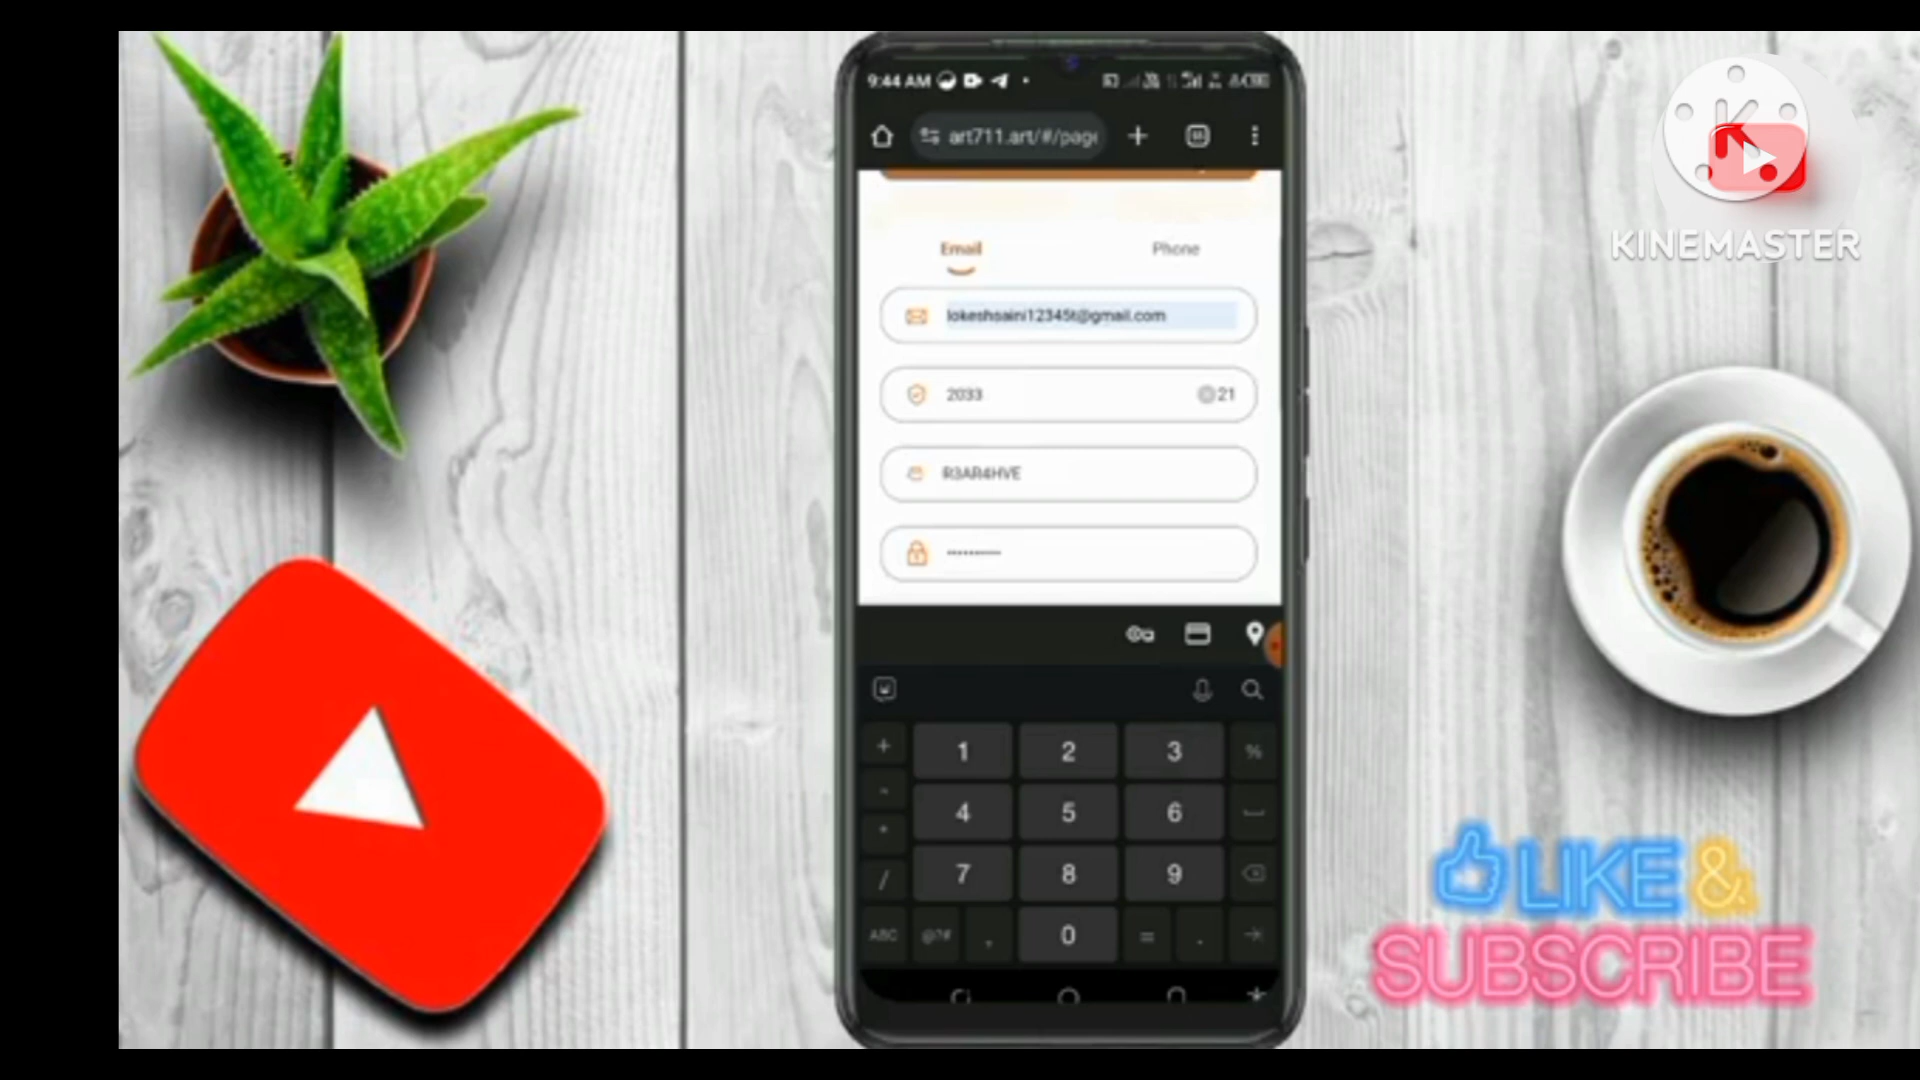 9:44 AM
art711.art/#/page
KINEMASTER
Email
Phone
lokeshsaini12345t@gmail.com
2033
21
R3AR4HVE
+ 1 2 3 %
- 4 5 6
* 
/ 7 8 9
ABC @?# , 0 = .
LIKE &
SUBSCRIBE